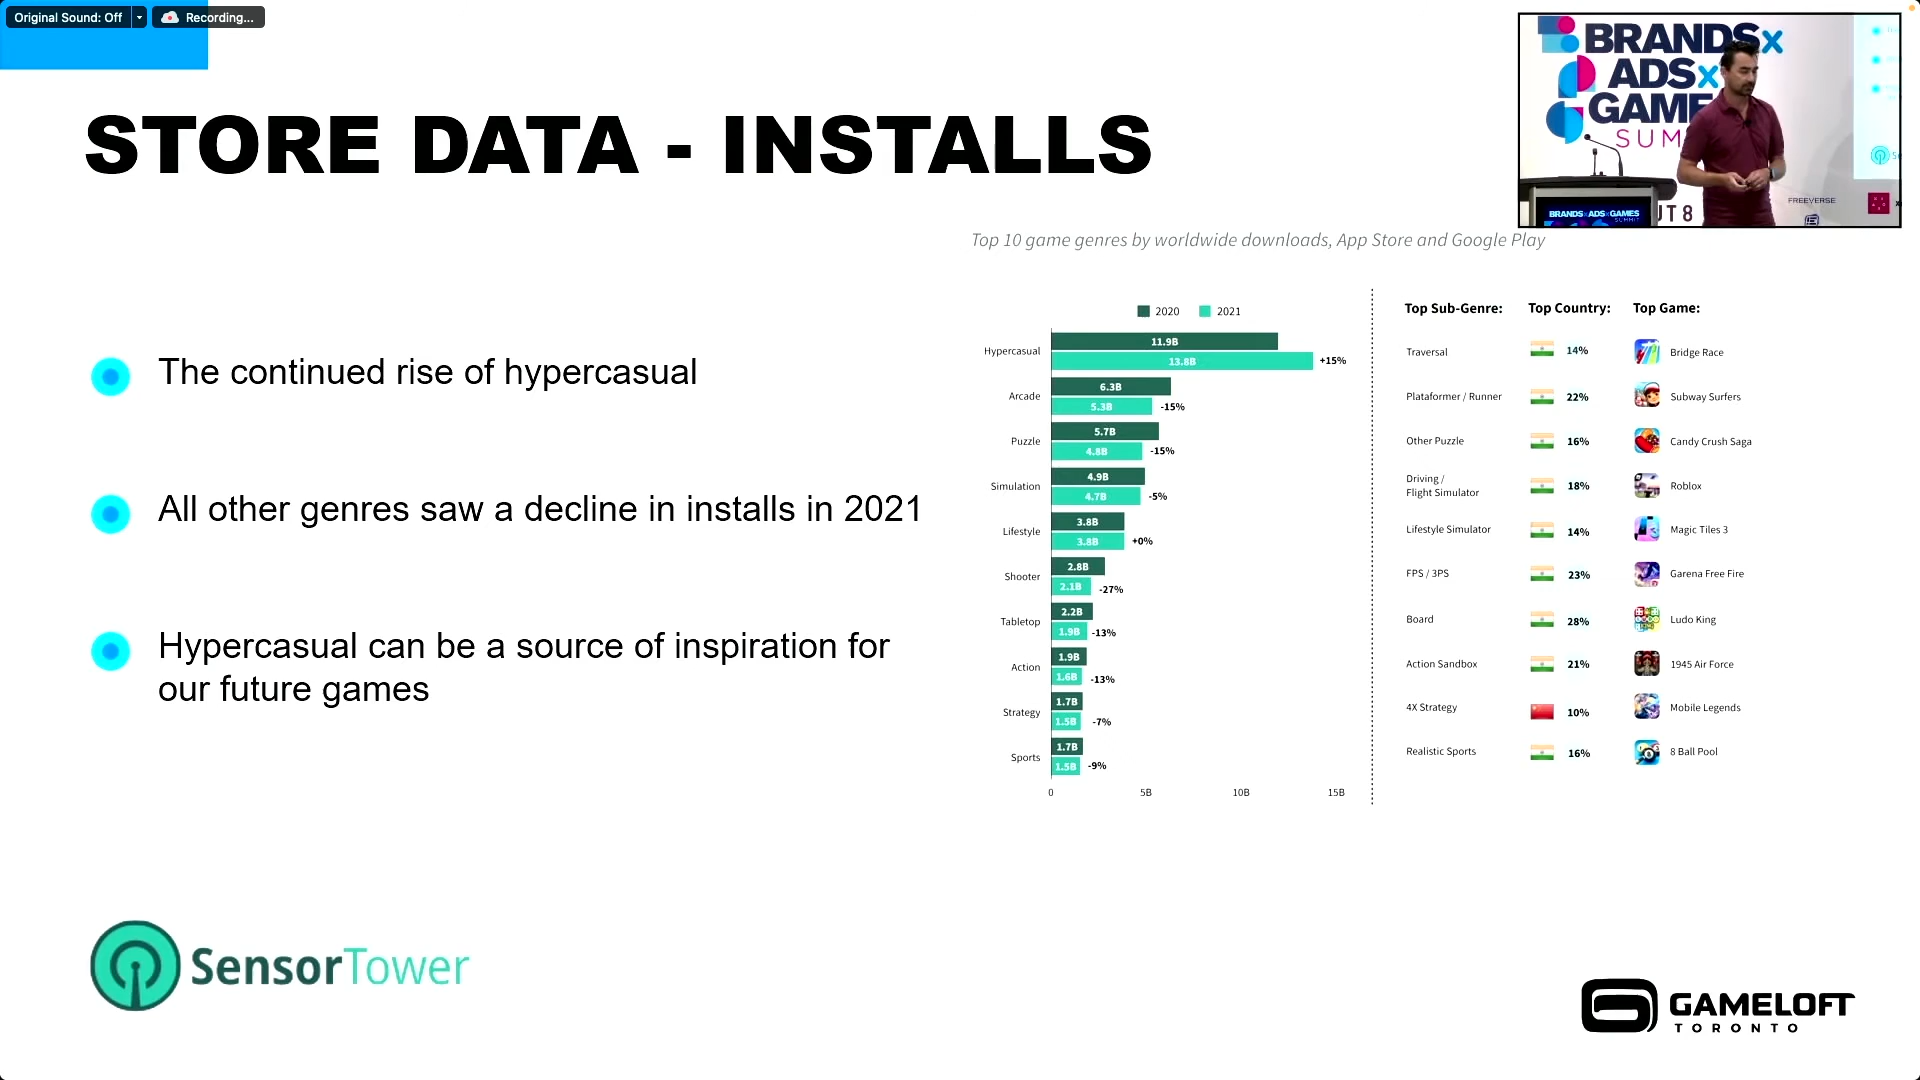 Original Sound: Off
Recording...
BRANDSx
ADSx
GAME
SUM
BRANDS×ADS×GAMES
SUMMIT
UT 8
FREEVERSE
STORE DATA - INSTALLS
Top 10 game genres by worldwide downloads, App Store and Google Play
The continued rise of hypercasual
All other genres saw a decline in installs in 2021
Hypercasual can be a source of inspiration for
our future games
2020 2021
Hypercasual 11.9B 13.8B +15%
Arcade 6.3B 5.3B -15%
Puzzle 5.7B 4.8B -15%
Simulation 4.9B 4.7B -5%
Lifestyle 3.8B 3.8B +0%
Shooter 2.8B 2.1B -27%
Tabletop 2.2B 1.9B -13%
Action 1.9B 1.6B -13%
Strategy 1.7B 1.5B -7%
Sports 1.7B 1.5B -9%
0 5B 10B 15B
Top Sub-Genre: Top Country: Top Game:
Traversal 14% Bridge Race
Plataformer / Runner 22% Subway Surfers
Other Puzzle 16% Candy Crush Saga
Driving /
Flight Simulator 18% Roblox
Lifestyle Simulator 14% Magic Tiles 3
FPS / 3PS 23% Garena Free Fire
Board 28% Ludo King
Action Sandbox 21% 1945 Air Force
4X Strategy 10% Mobile Legends
Realistic Sports 16% 8 Ball Pool
SensorTower
GAMELOFT
TORONTO